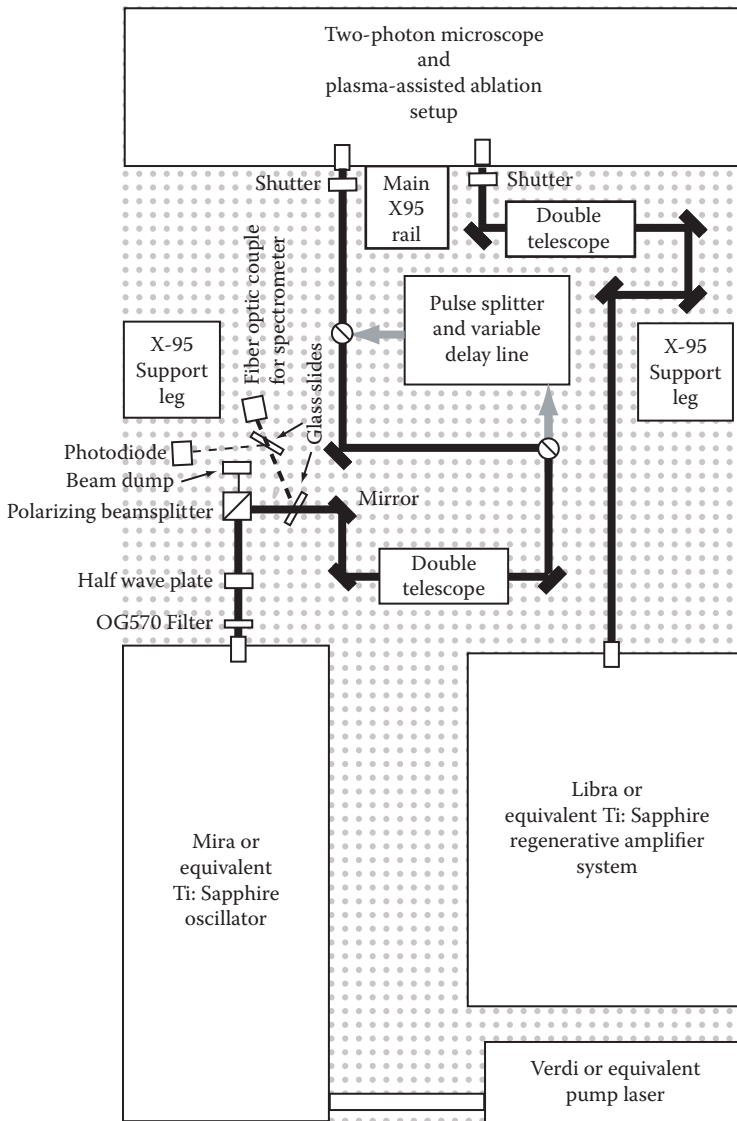 Two-photon microscope
and
plasma-assisted ablation
setup
Shutter
Main
X95
rail
Shutter
Double
telescope
Fiber optic couple
for spectrometer
Pulse splitter
and variable
delay line
X-95
Support
leg
X-95
Support
leg
Glass slides
Photodiode
Beam dump
Polarizing beamsplitter
Mirror
Double
telescope
Half wave plate
OG570 Filter
Mira or
equivalent
Ti: Sapphire
oscillator
Libra or
equivalent Ti: Sapphire
regenerative amplifier
system
Verdi or equivalent
pump laser